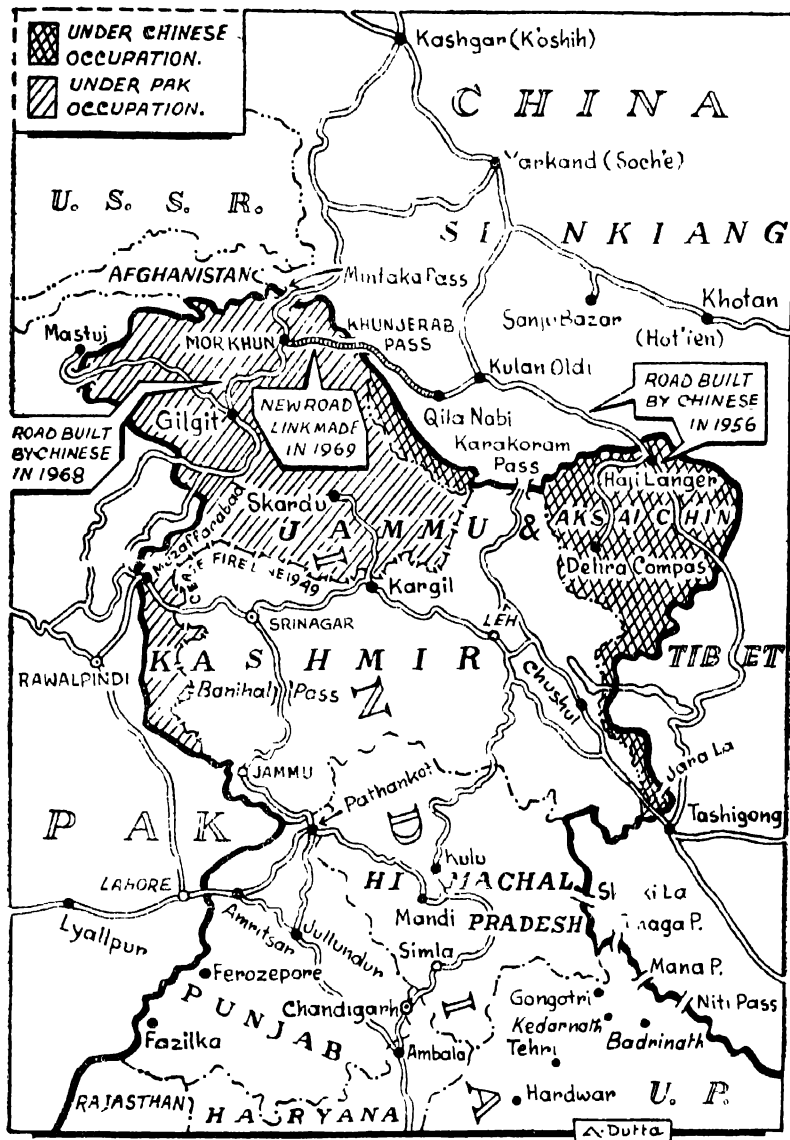 UNDER CHINESE
OCCUPATION.
UNDER PAK
OCCUPATION.
Kashgar (K'oshih)
CHINA
Yarkand (Soch'e)
U. S. S. R.
SINKIANG
AFGHANISTAN
Mintaka Pass
Khotan
(Hot'ien)
Sanju Bazar
Mastuj
MORKHUN
KHUNJERAB
PASS
Kulan Oldi
ROAD BUILT
BY CHINESE
IN 1956
Qila Nabi
NEW ROAD
LINK MADE
IN 1969
Gilgit
ROAD BUILT
BY CHINESE
IN 1968
Karakoram
Pass
Haji Langer
Skardu
JAMMU &
AKSAI CHIN
Dehra Compas
Muzaffarabad
CEASE FIRE LINE 1949
Kargil
SRINAGAR
LEH
KASHMIR
TIBET
RAWALPINDI
Banihal Pass
Chushul
JAMMU
Jara La
Pathankot
Tashigong
PAK
INDIA
Kulu
LAHORE
HIMACHAL
PRADESH
Mandi
Lyallpur
Amritsar
Jullundur
Simla
Mana P.
Ferozepore
Niti Pass
Gongotri
PUNJAB
Chandigarh
Kedarnath
Badrinath
Fazilka
Ambala
Tehri
RAJASTHAN
HARYANA
Hardwar
U. P.
A. Dutta